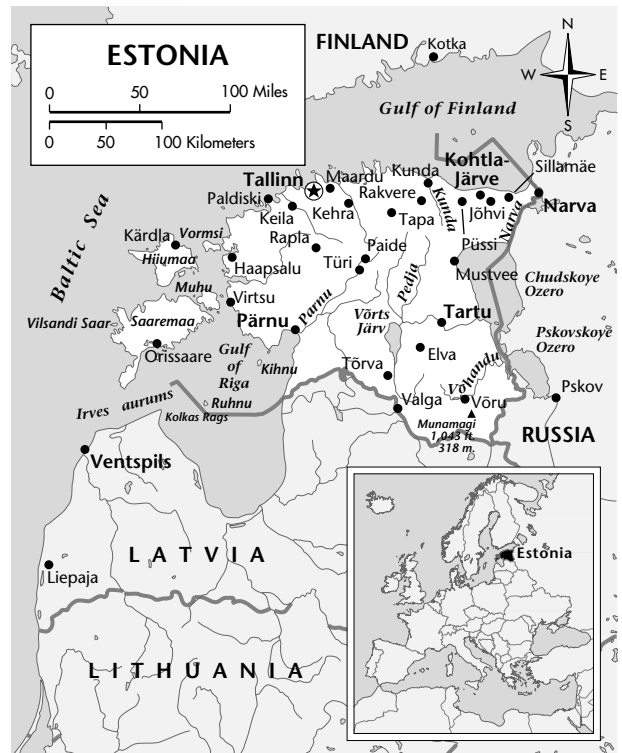 ESTONIA
0 50 100 Miles
0 50 100 Kilometers
FINLAND
Kotka
N
W E
S
Gulf of Finland
Baltic Sea
Tallinn
Maardu
Kunda
Kohtla-
Järve
Sillamäe
Paldiski
Keila
Kehra
Rakvere
Tapa
Kunda
Jõhvi
Narva
Narva
Püssi
Kärdla
Vormsi
Hiiymaa
Haapsalu
Rapla
Türi
Paide
Pedja
Mustvee
Chudskoye
Ozero
Muhu
Virtsu
Vilsandi Saar
Saaremaa
Pärnu
Parnu
Võrts
Järv
Tartu
Pskovskoye
Ozero
Orissaare
Gulf
of
Riga
Kihnu
Elva
Tõrva
Võhandu
Pskov
Irves aurums
Ruhnu
Kolkas Rags
Valga
Võru
Munamagi
1,043 ft.
318 m.
RUSSIA
Ventspils
LATVIA
Liepaja
LITHUANIA
Estonia